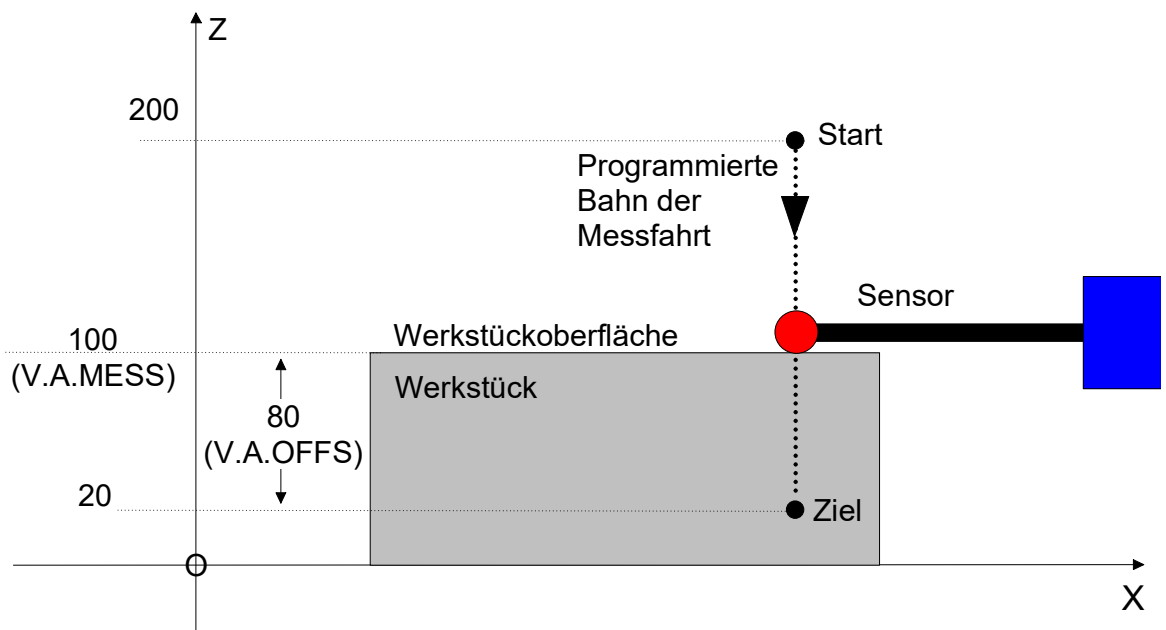 Z
200
Start
Programmierte
Bahn der
Messfahrt
Sensor
Werkstückoberfläche
100
(V.A.MESS)
Werkstück
80
(V.A.OFFS)
20
Ziel
O
X